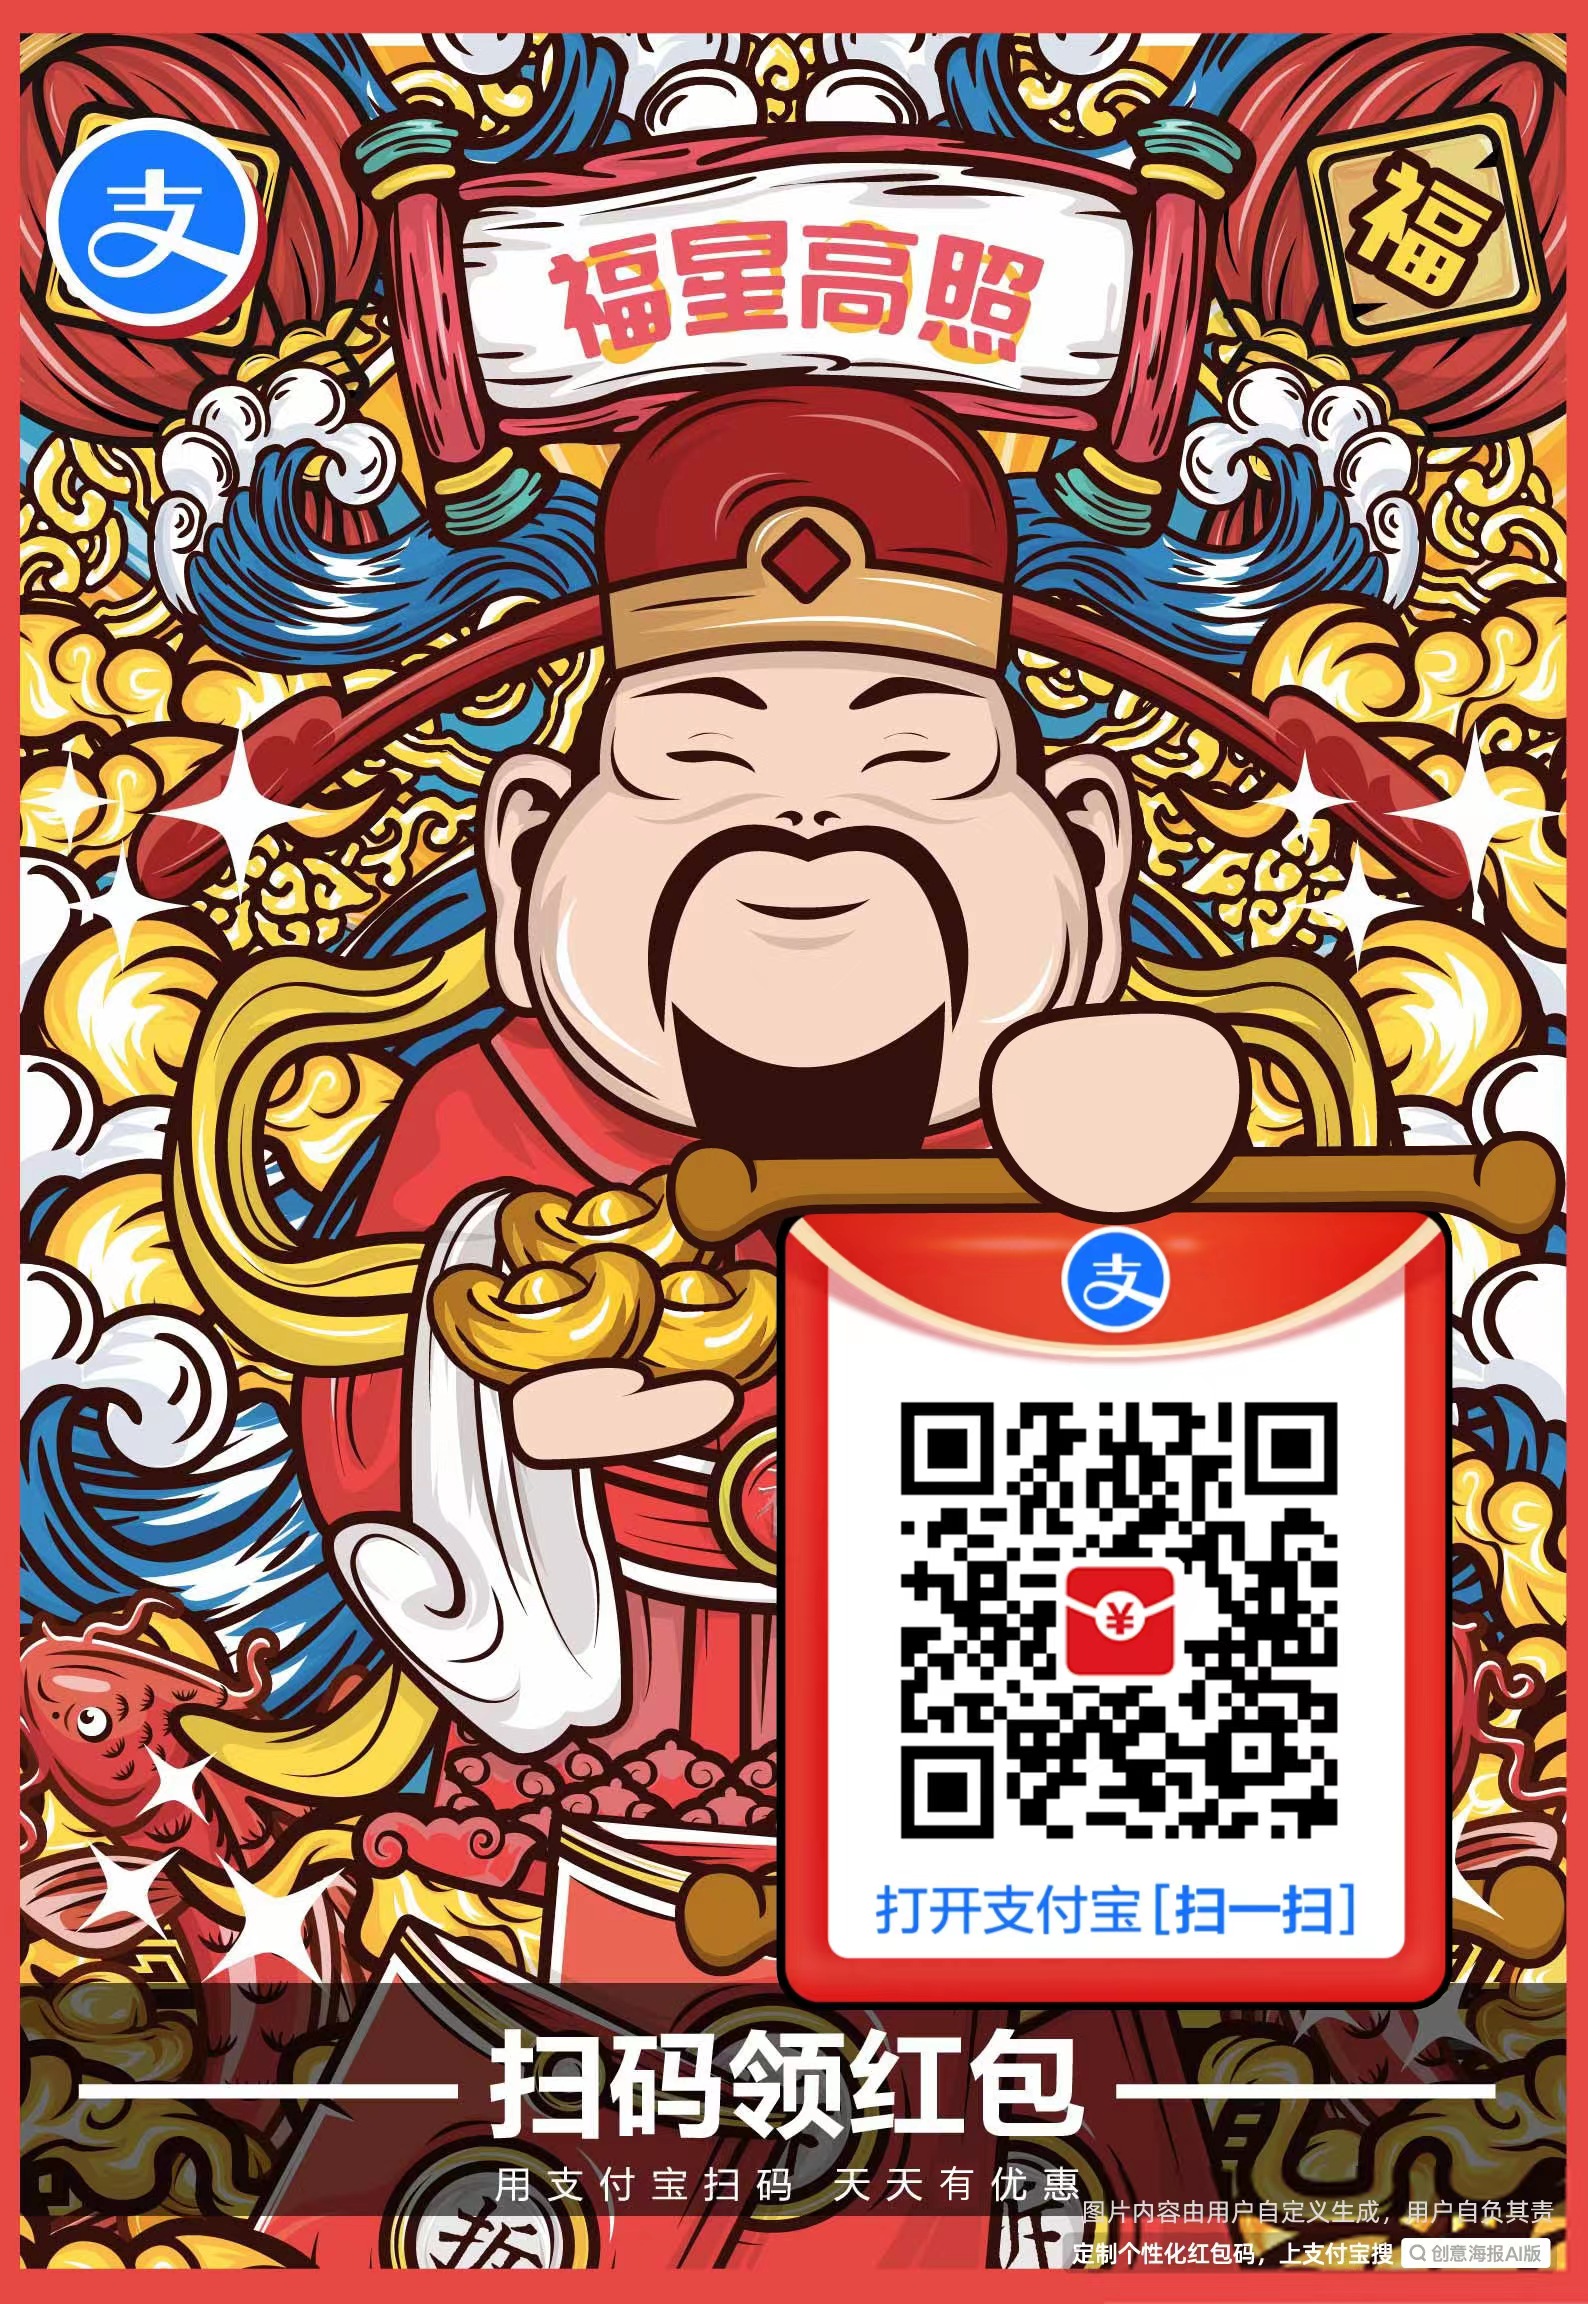 支
福星高照
福
支
¥
打开支付宝[扫一扫]
扫码领红包
用支付宝扫码 天天有优惠
图片内容由用户自定义生成，用户自负其责
定制个性化红包码，上支付宝搜 创意海报AI版